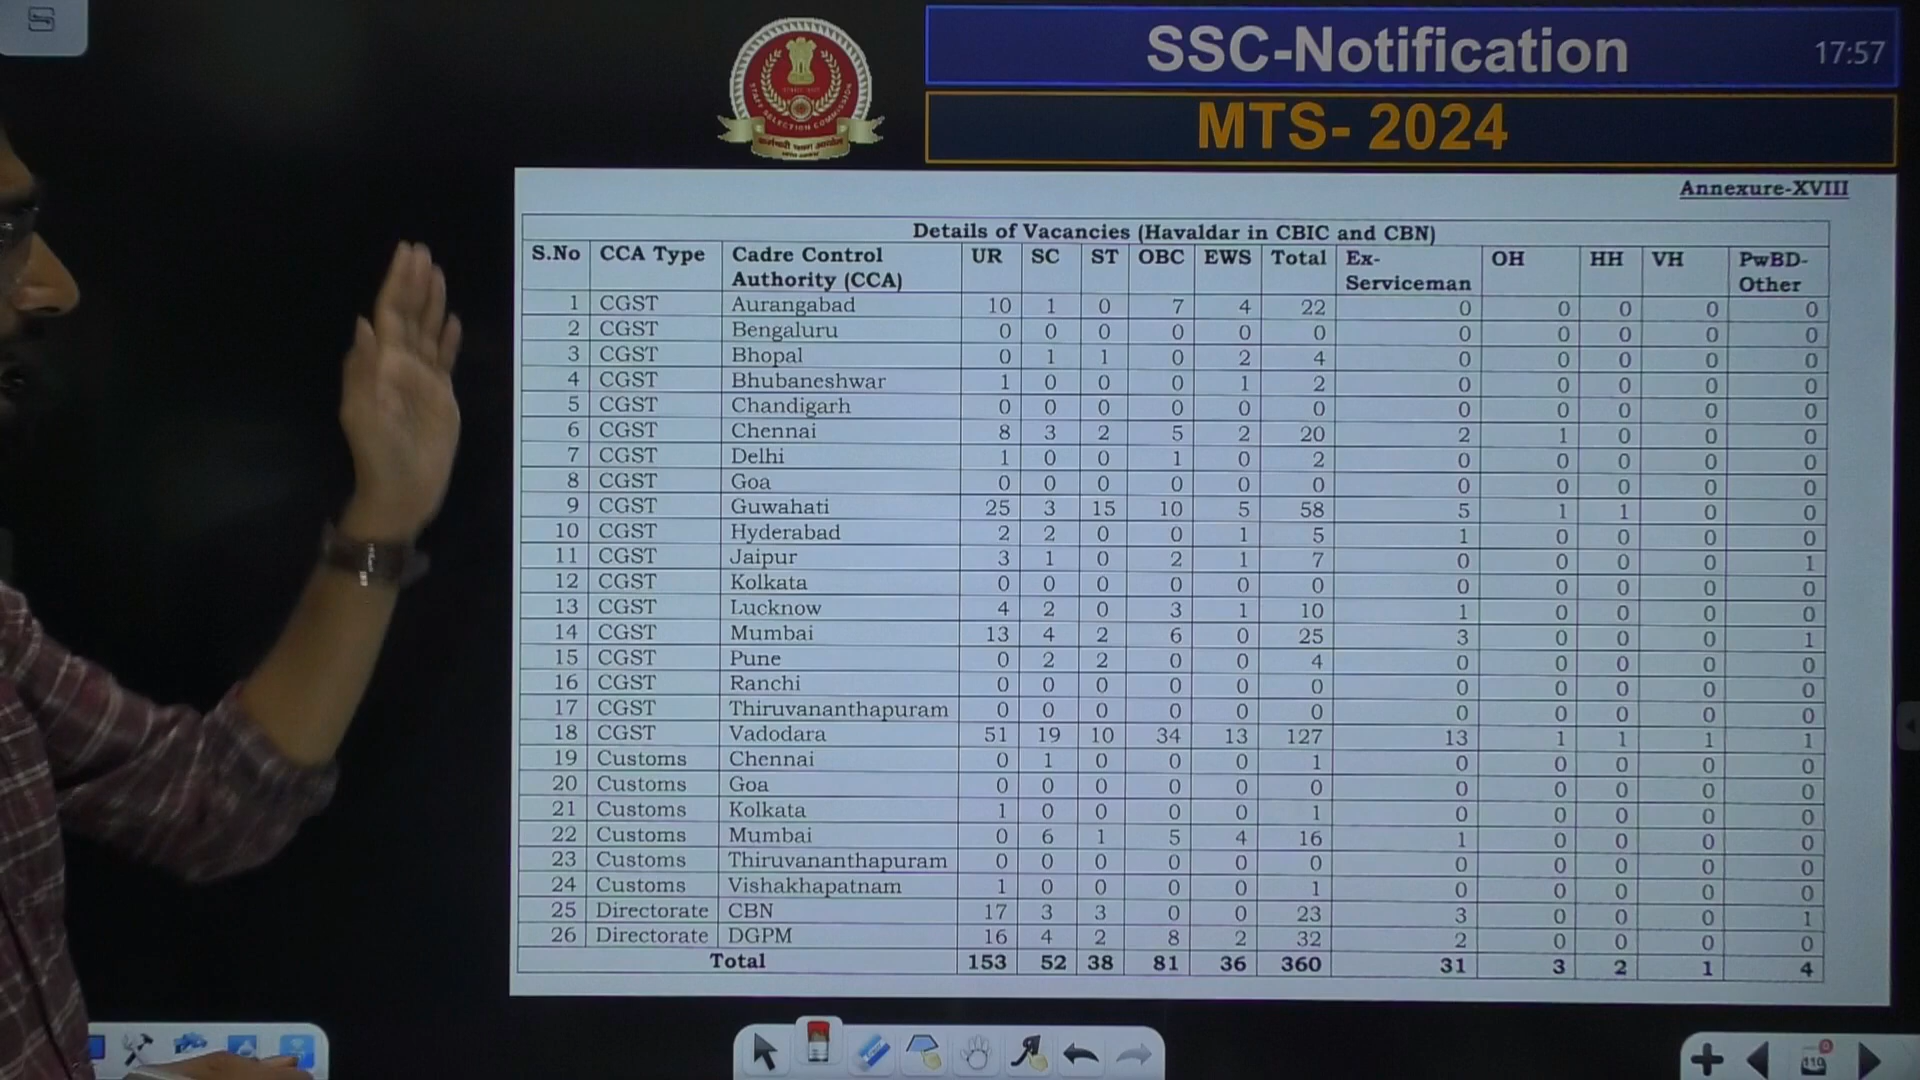 SSC-Notification 17:57
MTS- 2024
STAFF SELECTION COMMISSION
Annexure-XVIII
Details of Vacancies (Havaldar in CBIC and CBN)
S.No CCA Type Cadre Control Authority (CCA) UR SC ST OBC EWS Total Ex-Serviceman OH HH VH PwBD-Other
1 CGST Aurangabad 10 1 0 7 4 22 0 0 0 0 0
2 CGST Bengaluru 0 0 0 0 0 0 0 0 0 0 0
3 CGST Bhopal 0 1 1 0 2 4 0 0 0 0 0
4 CGST Bhubaneshwar 1 0 0 0 1 2 0 0 0 0 0
5 CGST Chandigarh 0 0 0 0 0 0 0 0 0 0 0
6 CGST Chennai 8 3 2 5 2 20 2 1 0 0 0
7 CGST Delhi 1 0 0 1 0 2 0 0 0 0 0
8 CGST Goa 0 0 0 0 0 0 0 0 0 0 0
9 CGST Guwahati 25 3 15 10 5 58 5 1 1 0 0
10 CGST Hyderabad 2 2 0 0 1 5 1 0 0 0 0
11 CGST Jaipur 3 1 0 2 1 7 0 0 0 0 1
12 CGST Kolkata 0 0 0 0 0 0 0 0 0 0 0
13 CGST Lucknow 4 2 0 3 1 10 1 0 0 0 0
14 CGST Mumbai 13 4 2 6 0 25 3 0 0 0 1
15 CGST Pune 0 2 2 0 0 4 0 0 0 0 0
16 CGST Ranchi 0 0 0 0 0 0 0 0 0 0 0
17 CGST Thiruvananthapuram 0 0 0 0 0 0 0 0 0 0 0
18 CGST Vadodara 51 19 10 34 13 127 13 1 1 1 1
19 Customs Chennai 0 1 0 0 0 1 0 0 0 0 0
20 Customs Goa 0 0 0 0 0 0 0 0 0 0 0
21 Customs Kolkata 1 0 0 0 0 1 0 0 0 0 0
22 Customs Mumbai 0 6 1 5 4 16 1 0 0 0 0
23 Customs Thiruvananthapuram 0 0 0 0 0 0 0 0 0 0 0
24 Customs Vishakhapatnam 1 0 0 0 0 1 0 0 0 0 0
25 Directorate CBN 17 3 3 0 0 23 3 0 0 0 1
26 Directorate DGPM 16 4 2 8 2 32 2 0 0 0 0
Total 153 52 38 81 36 360 31 3 2 1 4
110